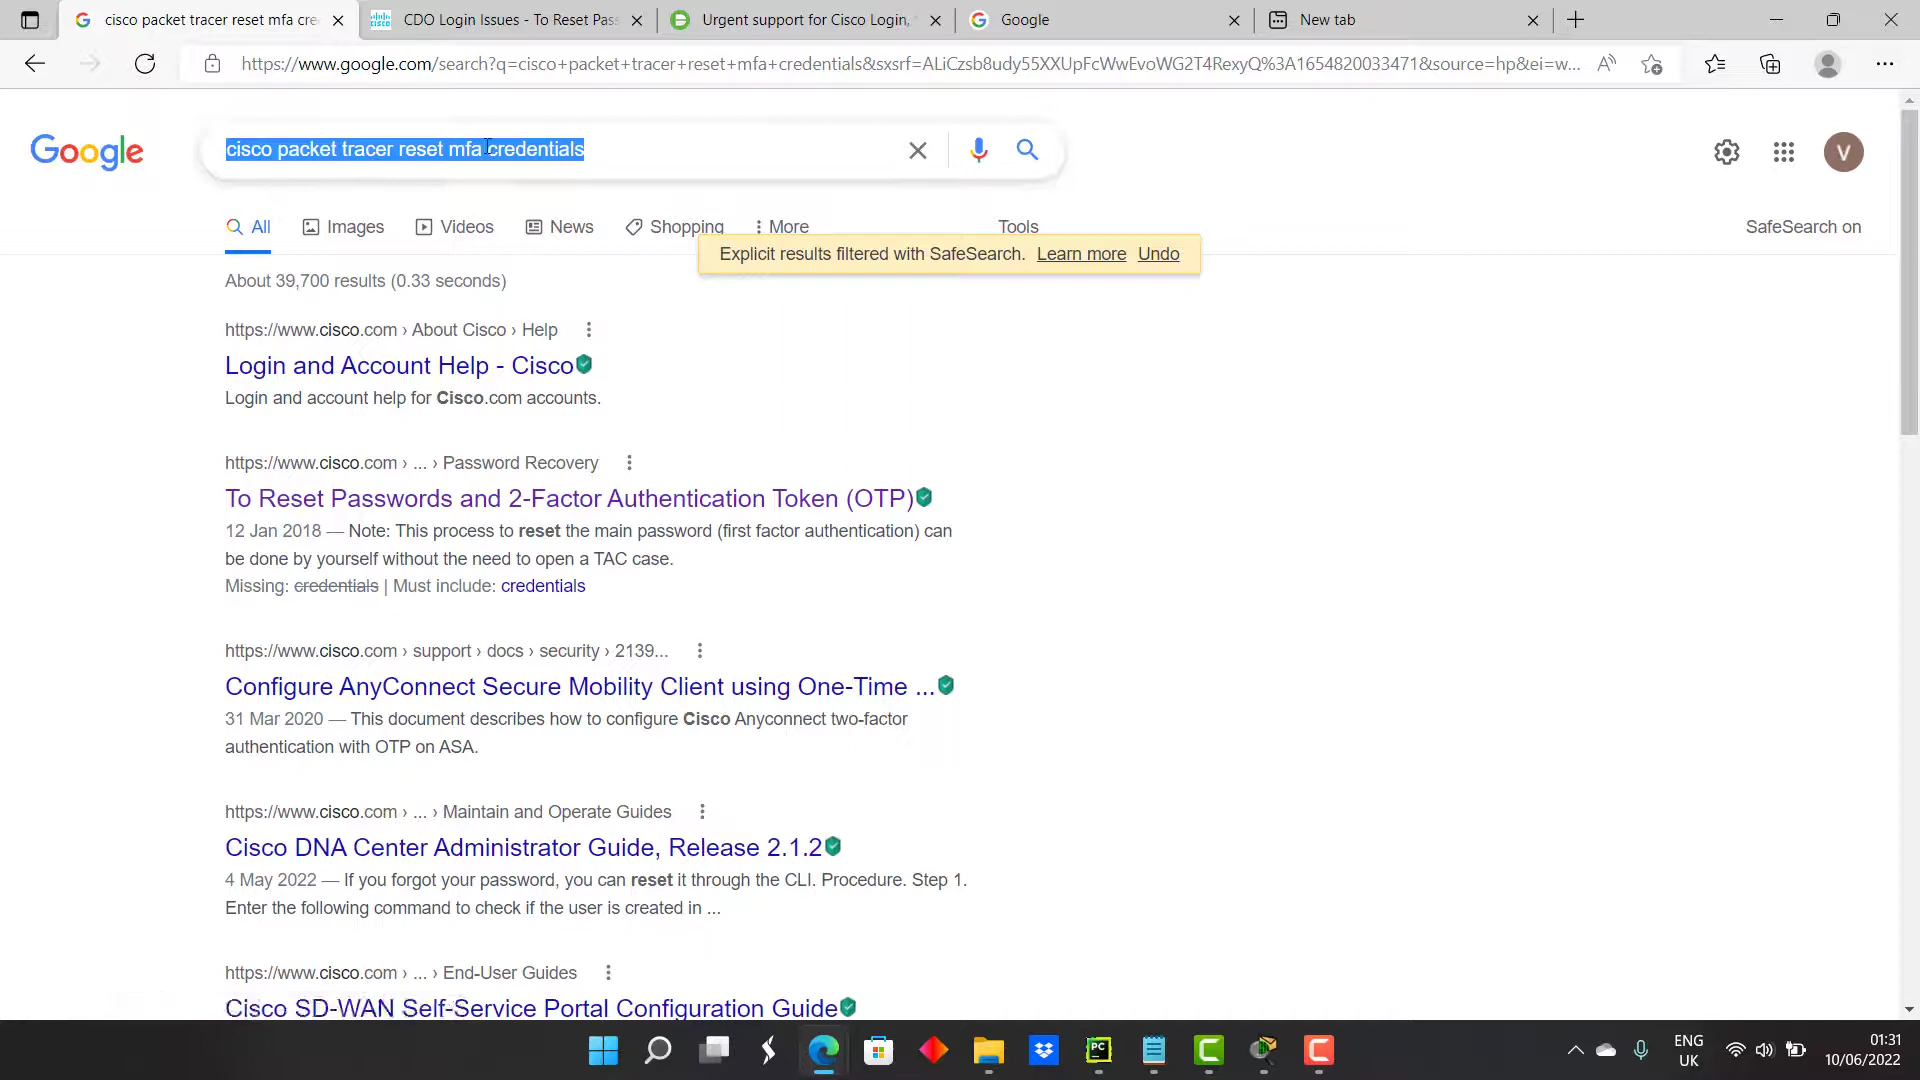 cisco packet tracer reset mfa cre
CDO Login Issues - To Reset Pas
Urgent support for Cisco Login,
Google
New tab
https://www.google.com/search?q=cisco+packet+tracer+reset+mfa+credentials&sxsrf=ALiCzsb8udy55XXUpFcWwEvoWG2T4RexyQ%3A1654820033471&source=hp&ei=w...
Google
cisco packet tracer reset mfa credentials
V
All
Images
Videos
News
Shopping
More
Tools
SafeSearch on
Explicit results filtered with SafeSearch. Learn more Undo
About 39,700 results (0.33 seconds)
https://www.cisco.com › About Cisco › Help
Login and Account Help - Cisco
Login and account help for Cisco.com accounts.
https://www.cisco.com › ... › Password Recovery
To Reset Passwords and 2-Factor Authentication Token (OTP)
12 Jan 2018 — Note: This process to reset the main password (first factor authentication) can
be done by yourself without the need to open a TAC case.
Missing: credentials | Must include: credentials
https://www.cisco.com › support › docs › security › 2139...
Configure AnyConnect Secure Mobility Client using One-Time ...
31 Mar 2020 — This document describes how to configure Cisco Anyconnect two-factor
authentication with OTP on ASA.
https://www.cisco.com › ... › Maintain and Operate Guides
Cisco DNA Center Administrator Guide, Release 2.1.2
4 May 2022 — If you forgot your password, you can reset it through the CLI. Procedure. Step 1.
Enter the following command to check if the user is created in ...
https://www.cisco.com › ... › End-User Guides
Cisco SD-WAN Self-Service Portal Configuration Guide
ENG
UK
01:31
10/06/2022